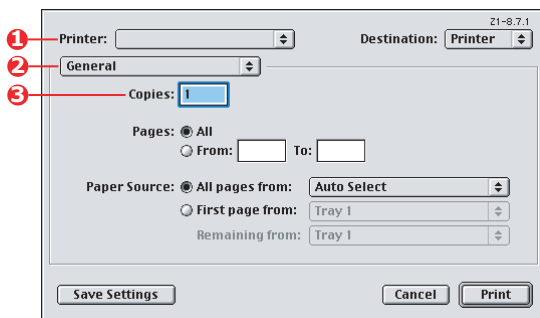 Z1-8.7.1
1 Printer: Destination: Printer
2 General
3 Copies: 1
Pages: All
From: To:
Paper Source: All pages from: Auto Select
First page from: Tray 1
Remaining from: Tray 1
Save Settings Cancel Print